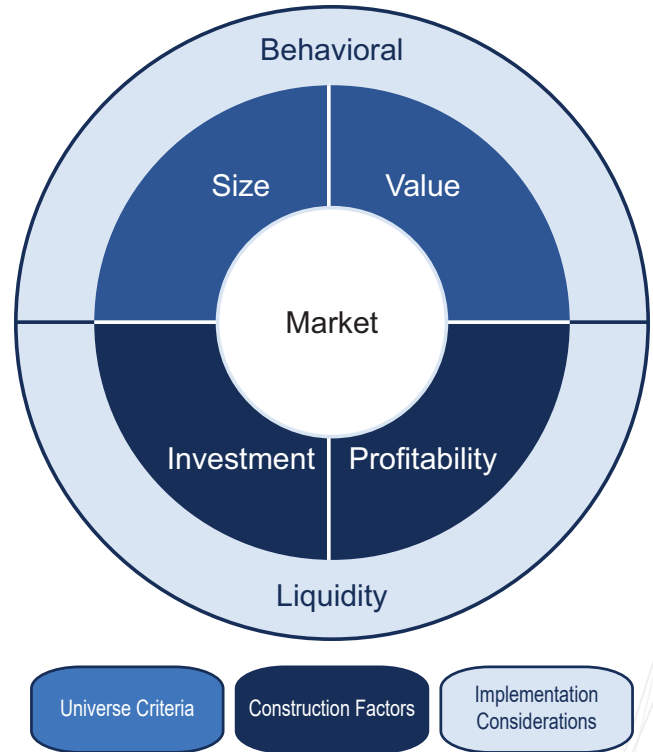 Behavioral
Size
Value
Market
Investment
Profitability
Liquidity
Universe Criteria
Construction Factors
Implementation
Considerations